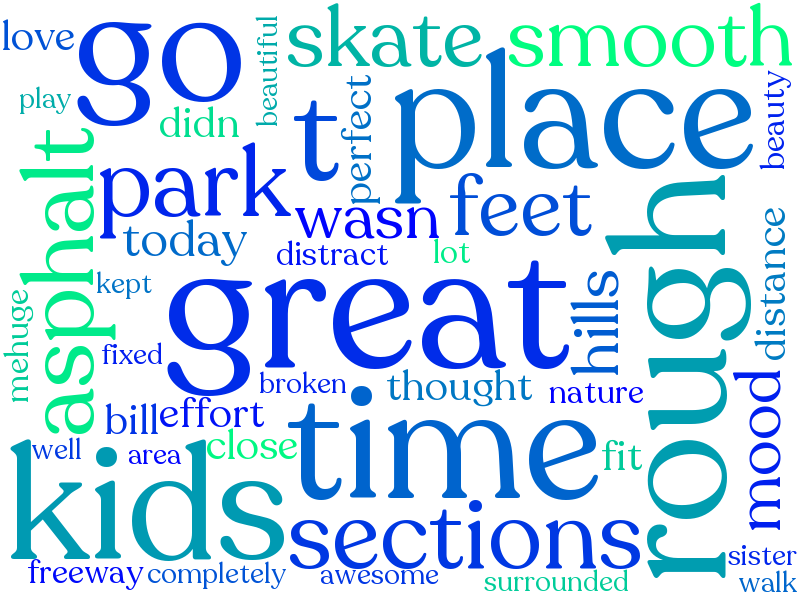 love
go
beautiful
skate
smooth
play
didn
t
perfect
place
beauty
asphalt
park
wasn
feet
today
distract
lot
rough
distance
kept
great
hills
mehuge
fixed
broken
thought
nature
mood
bill
effort
time
well
area
close
fit
kids
sections
freeway
completely
awesome
surrounded
sister
walk